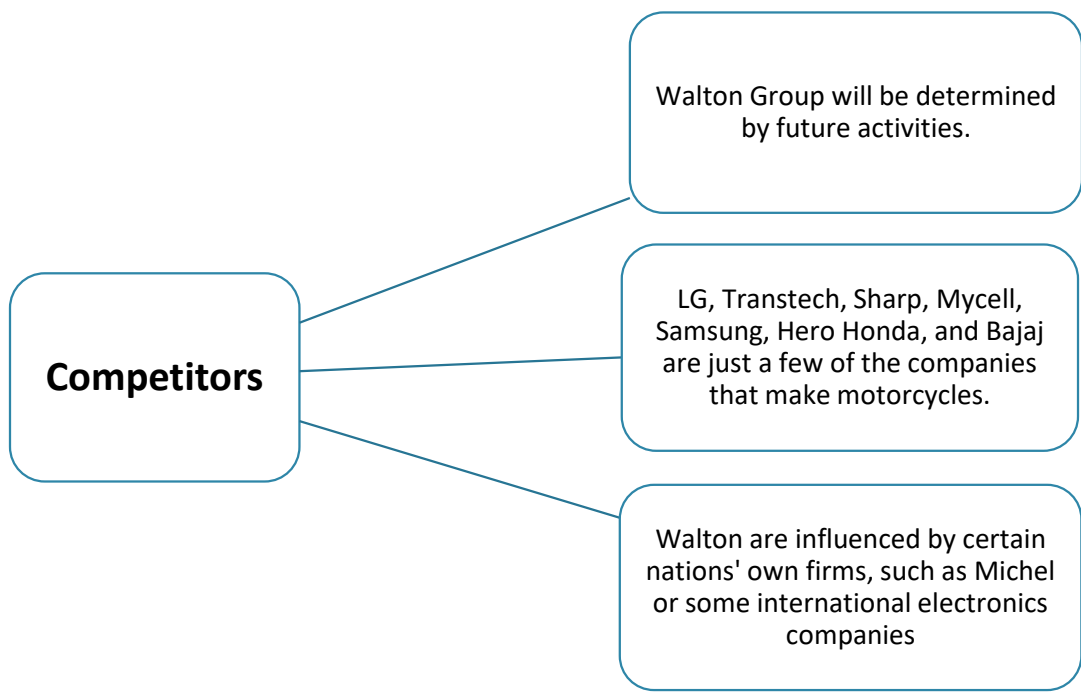 Competitors
Walton Group will be determined
by future activities.
LG, Transtech, Sharp, Mycell,
Samsung, Hero Honda, and Bajaj
are just a few of the companies
that make motorcycles.
Walton are influenced by certain
nations' own firms, such as Michel
or some international electronics
companies